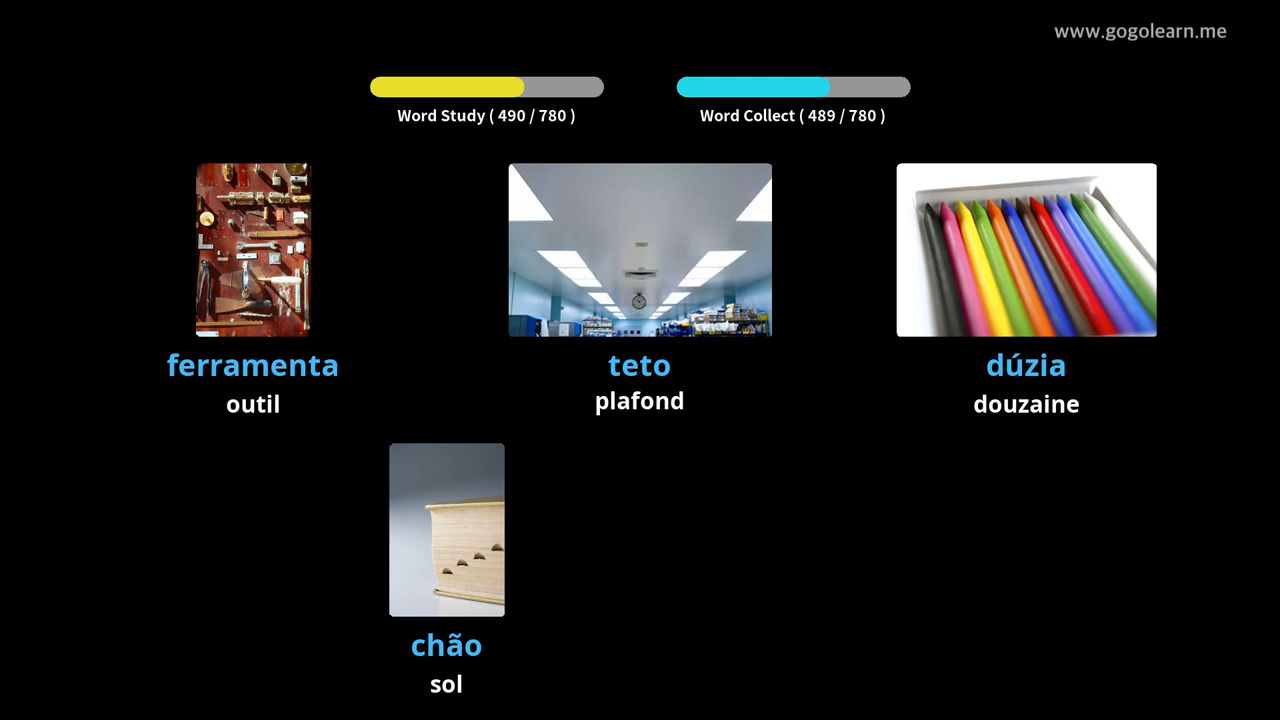 www.gogolearn.me
Word Study ( 490 / 780 )
Word Collect ( 489 / 780 )
ferramenta
outil
teto
plafond
dúzia
douzaine
chão
sol